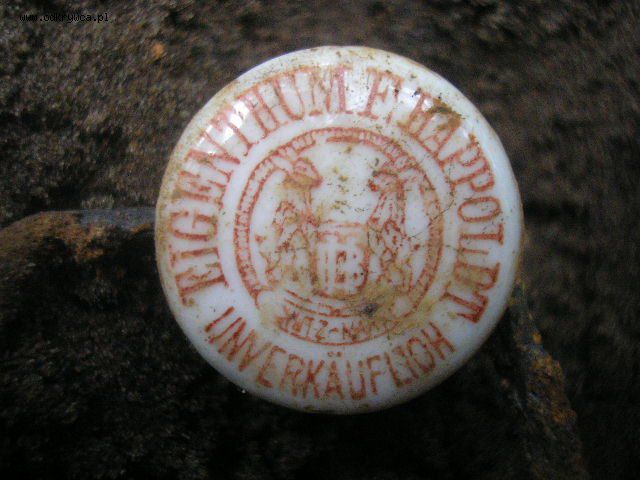 www.odkrywca.pl
EIGENTHUM F. HAPPOLDT
UNVERKÄUFLICH